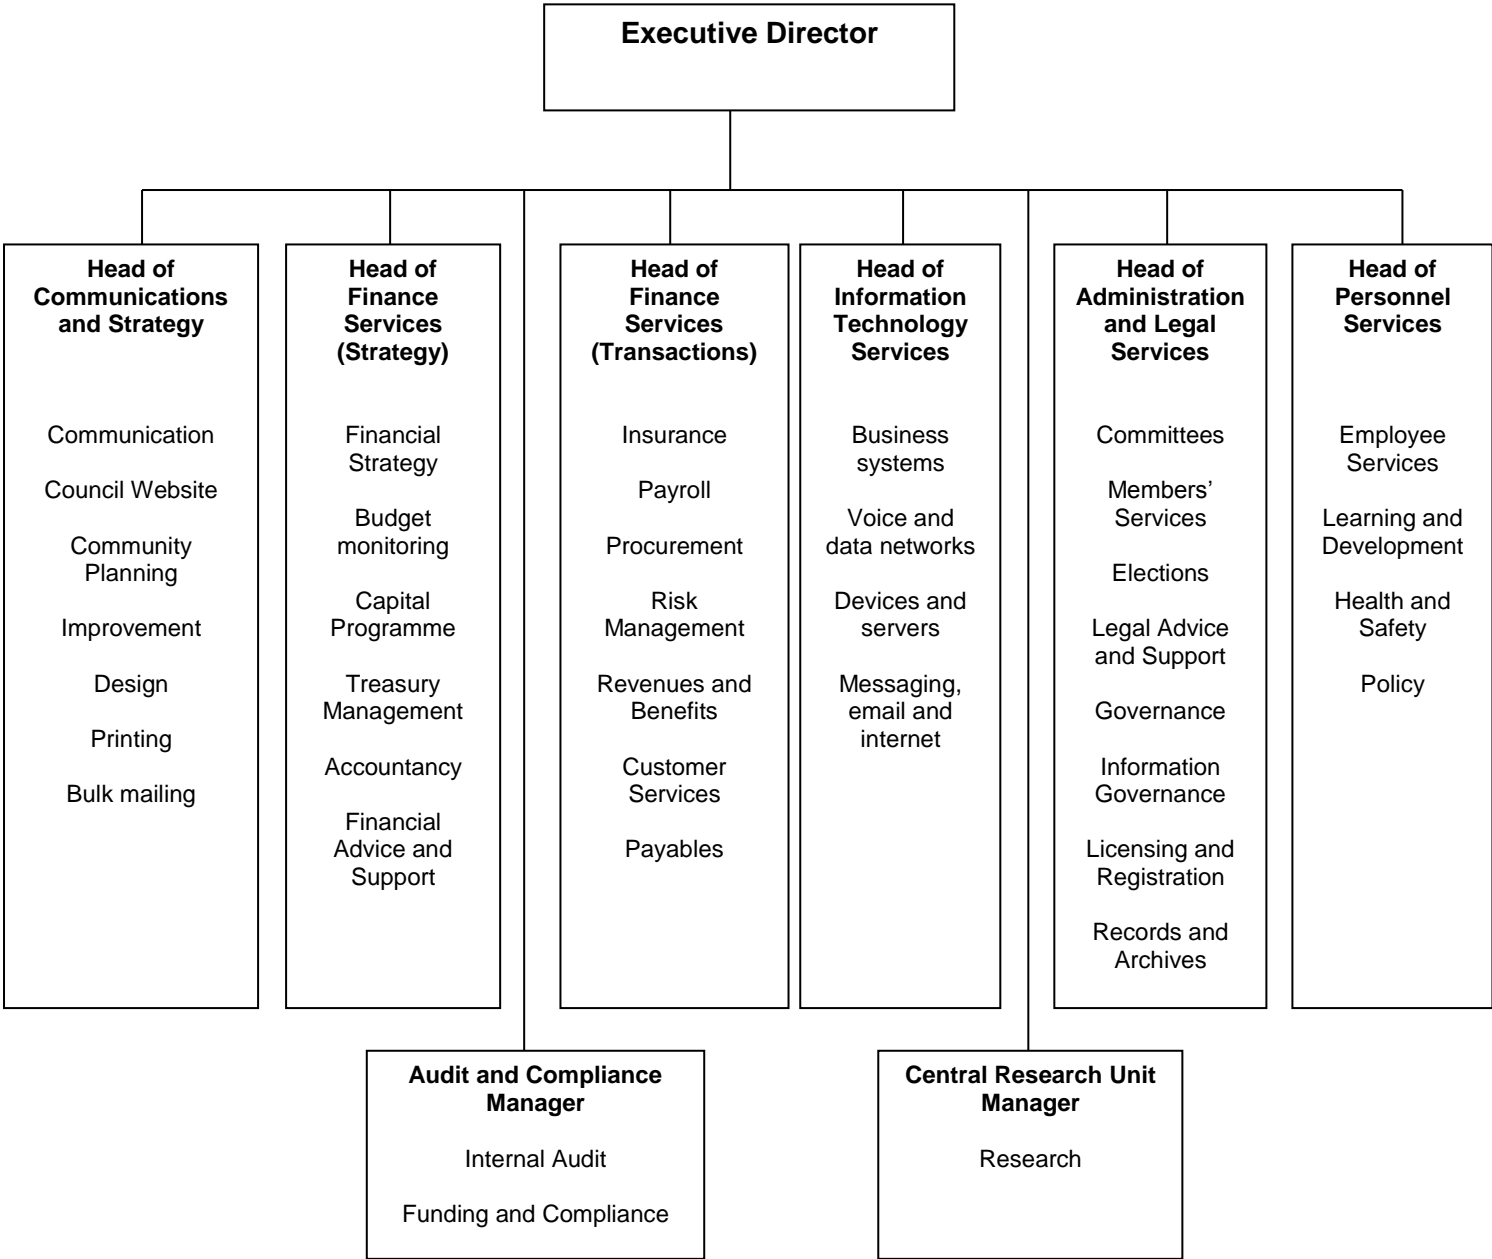 Executive Director
Head of
Communications
and Strategy
Communication
Council Website
Community
Planning
Improvement
Design
Printing
Bulk mailing
Head of
Finance
Services
(Strategy)
Financial
Strategy
Budget
monitoring
Capital
Programme
Treasury
Management
Accountancy
Financial
Advice and
Support
Head of
Finance
Services
(Transactions)
Insurance
Payroll
Procurement
Risk
Management
Revenues and
Benefits
Customer
Services
Payables
Head of
Information
Technology
Services
Business
systems
Voice and
data networks
Devices and
servers
Messaging,
email and
internet
Head of
Administration
and Legal
Services
Committees
Members’
Services
Elections
Legal Advice
and Support
Governance
Information
Governance
Licensing and
Registration
Records and
Archives
Head of
Personnel
Services
Employee
Services
Learning and
Development
Health and
Safety
Policy
Audit and Compliance
Manager
Internal Audit
Funding and Compliance
Central Research Unit
Manager
Research